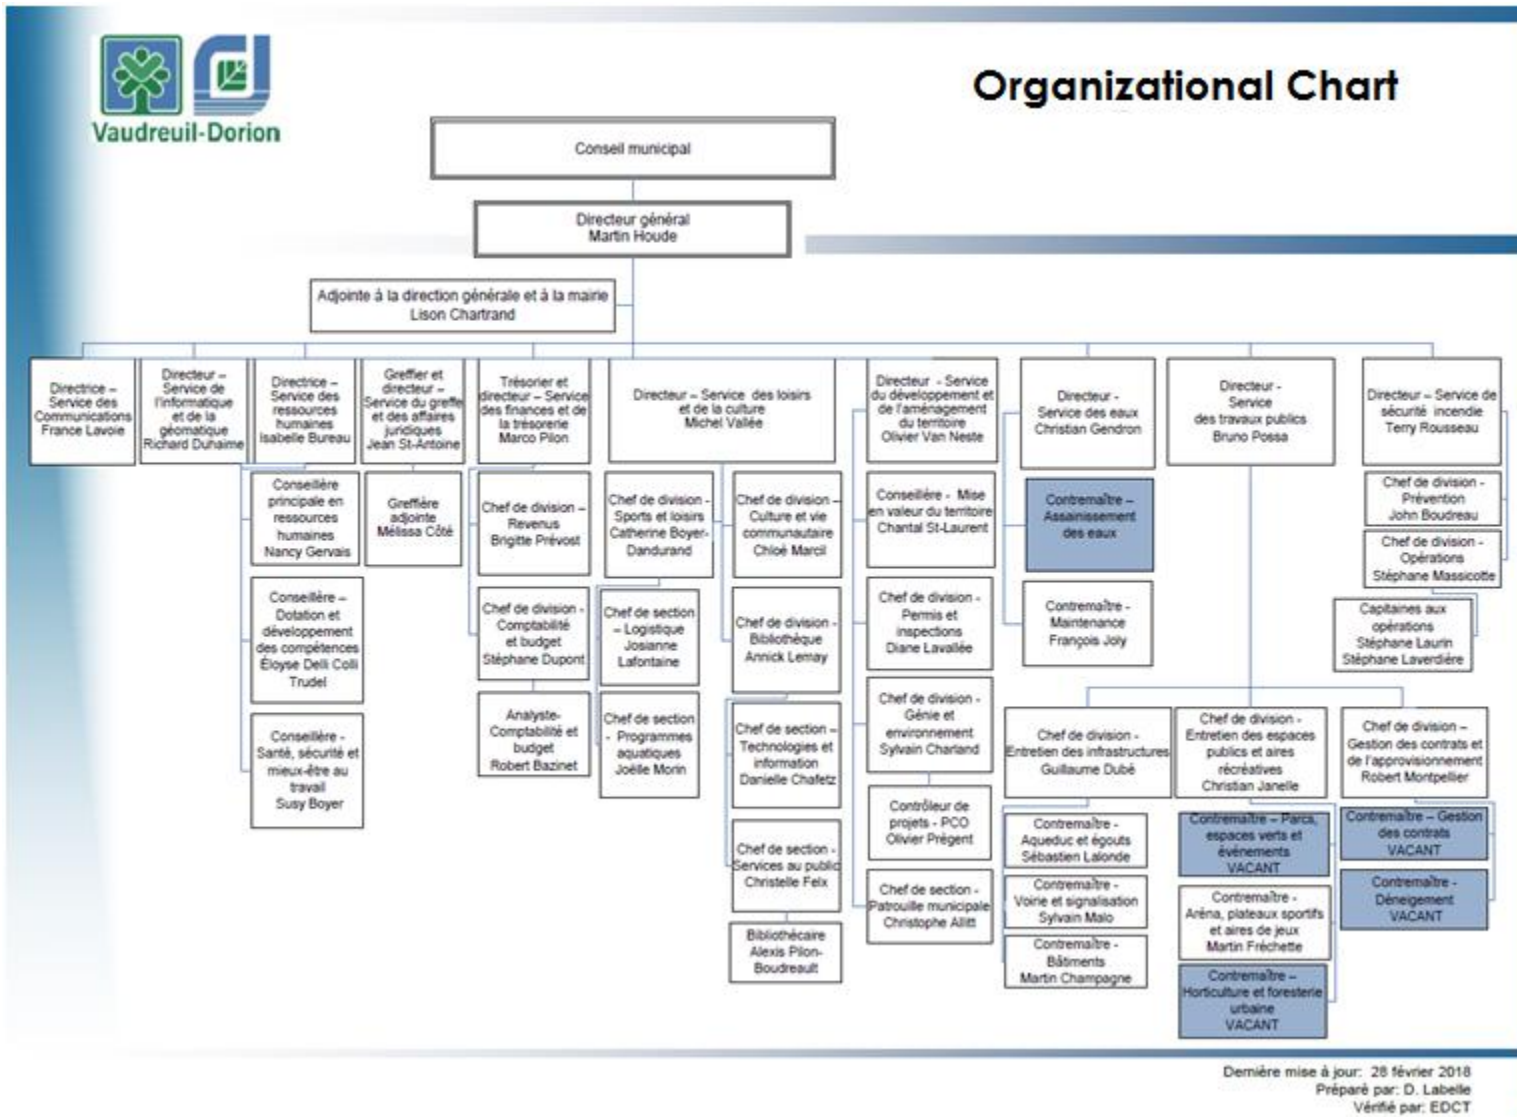 Vaudreuil-Dorion
Organizational Chart
Conseil municipal
Directeur général
Martin Houde
Adjointe à la direction générale et à la mairie
Lison Chartrand
Directrice –
Service des
Communications
France Lavoie
Directeur –
Service de
l'informatique
et de la
géomatique
Richard Duhaime
Directrice –
Service des
ressources
humaines
Isabelle Bureau
Greffier et
directeur –
Service du greffe
et des affaires
juridiques
Jean St-Antoine
Trésorier et
directeur – Service
des finances et de
la trésorerie
Marco Pilon
Directeur – Service des loisirs
et de la culture
Michel Vallée
Directeur - Service
du développement et
de l'aménagement
du territoire
Olivier Van Neste
Directeur -
Service des eaux
Christian Gendron
Directeur -
Service
des travaux publics
Bruno Possa
Directeur – Service de
sécurité incendie
Terry Rousseau
Conseillère
principale en
ressources
humaines
Nancy Gervais
Conseillère –
Dotation et
développement
des compétences
Éloyse Delli Colli
Trudel
Conseillère -
Santé, sécurité et
mieux-être au
travail
Susy Boyer
Greffière
adjointe
Mélissa Côté
Chef de division –
Revenus
Brigitte Prévost
Chef de division -
Comptabilité
et budget
Stéphane Dupont
Analyste-
Comptabilité et
budget
Robert Bazinet
Chef de division -
Sports et loisirs
Catherine Boyer-
Dandurand
Chef de section
– Logistique
Josianne
Lafontaine
Chef de section
- Programmes
aquatiques
Joëlle Morin
Chef de division –
Culture et vie
communautaire
Chloé Marcil
Chef de division -
Bibliothèque
Annick Lemay
Chef de section –
Technologies et
information
Danielle Chafetz
Chef de section -
Services au public
Christelle Felx
Bibliothécaire
Alexis Pilon-
Boudreault
Conseillère - Mise
en valeur du territoire
Chantal St-Laurent
Chef de division -
Permis et
inspections
Diane Lavallée
Chef de division -
Génie et
environnement
Sylvain Charland
Contrôleur de
projets - PCO
Olivier Prégent
Chef de section -
Patrouille municipale
Christophe Allitt
Contremaître –
Assainissement
des eaux
Contremaître -
Maintenance
François Joly
Chef de division -
Entretien des infrastructures
Guillaume Dubé
Contremaître -
Aqueduc et égouts
Sébastien Lalonde
Contremaître -
Voirie et signalisation
Sylvain Malo
Contremaître -
Bâtiments
Martin Champagne
Chef de division -
Entretien des espaces
publics et aires
récréatives
Christian Janelle
Contremaître – Parcs,
espaces verts et
événements
VACANT
Contremaître -
Aréna, plateaux sportifs
et aires de jeux
Martin Fréchette
Contremaître –
Horticulture et foresterie
urbaine
VACANT
Chef de division –
Gestion des contrats et
de l'approvisionnement
Robert Montpellier
Contremaître – Gestion
des contrats
VACANT
Contremaître -
Déneigement
VACANT
Chef de division -
Prévention
John Boudreau
Chef de division -
Opérations
Stéphane Massicotte
Capitaines aux
opérations
Stéphane Laurin
Stéphane Laverdière
Dernière mise à jour: 28 février 2018
Préparé par: D. Labelle
Vérifié par: EDCT